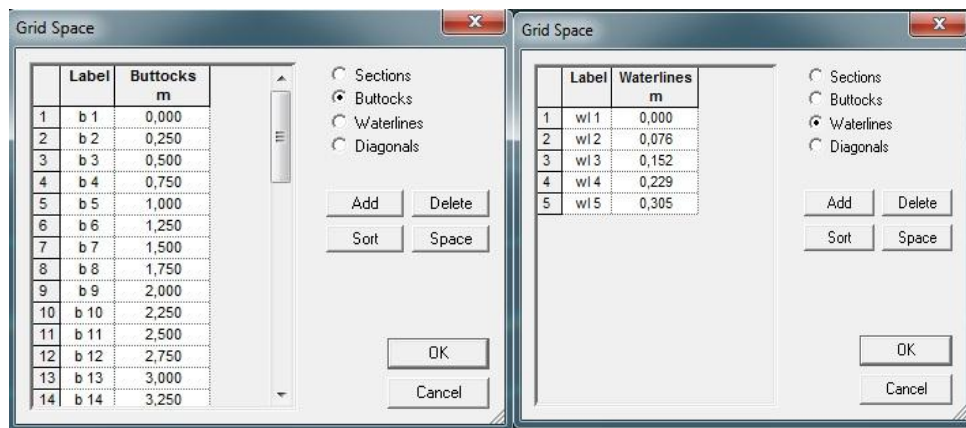 Grid Space
Label Buttocks
m
1 b 1 0,000
2 b 2 0,250
3 b 3 0,500
4 b 4 0,750
5 b 5 1,000
6 b 6 1,250
7 b 7 1,500
8 b 8 1,750
9 b 9 2,000
10 b 10 2,250
11 b 11 2,500
12 b 12 2,750
13 b 13 3,000
14 b 14 3,250
Sections
Buttocks
Waterlines
Diagonals
Add Delete
Sort Space
OK
Cancel
Grid Space
Label Waterlines
m
1 wl 1 0,000
2 wl 2 0,076
3 wl 3 0,152
4 wl 4 0,229
5 wl 5 0,305
Sections
Buttocks
Waterlines
Diagonals
Add Delete
Sort Space
OK
Cancel